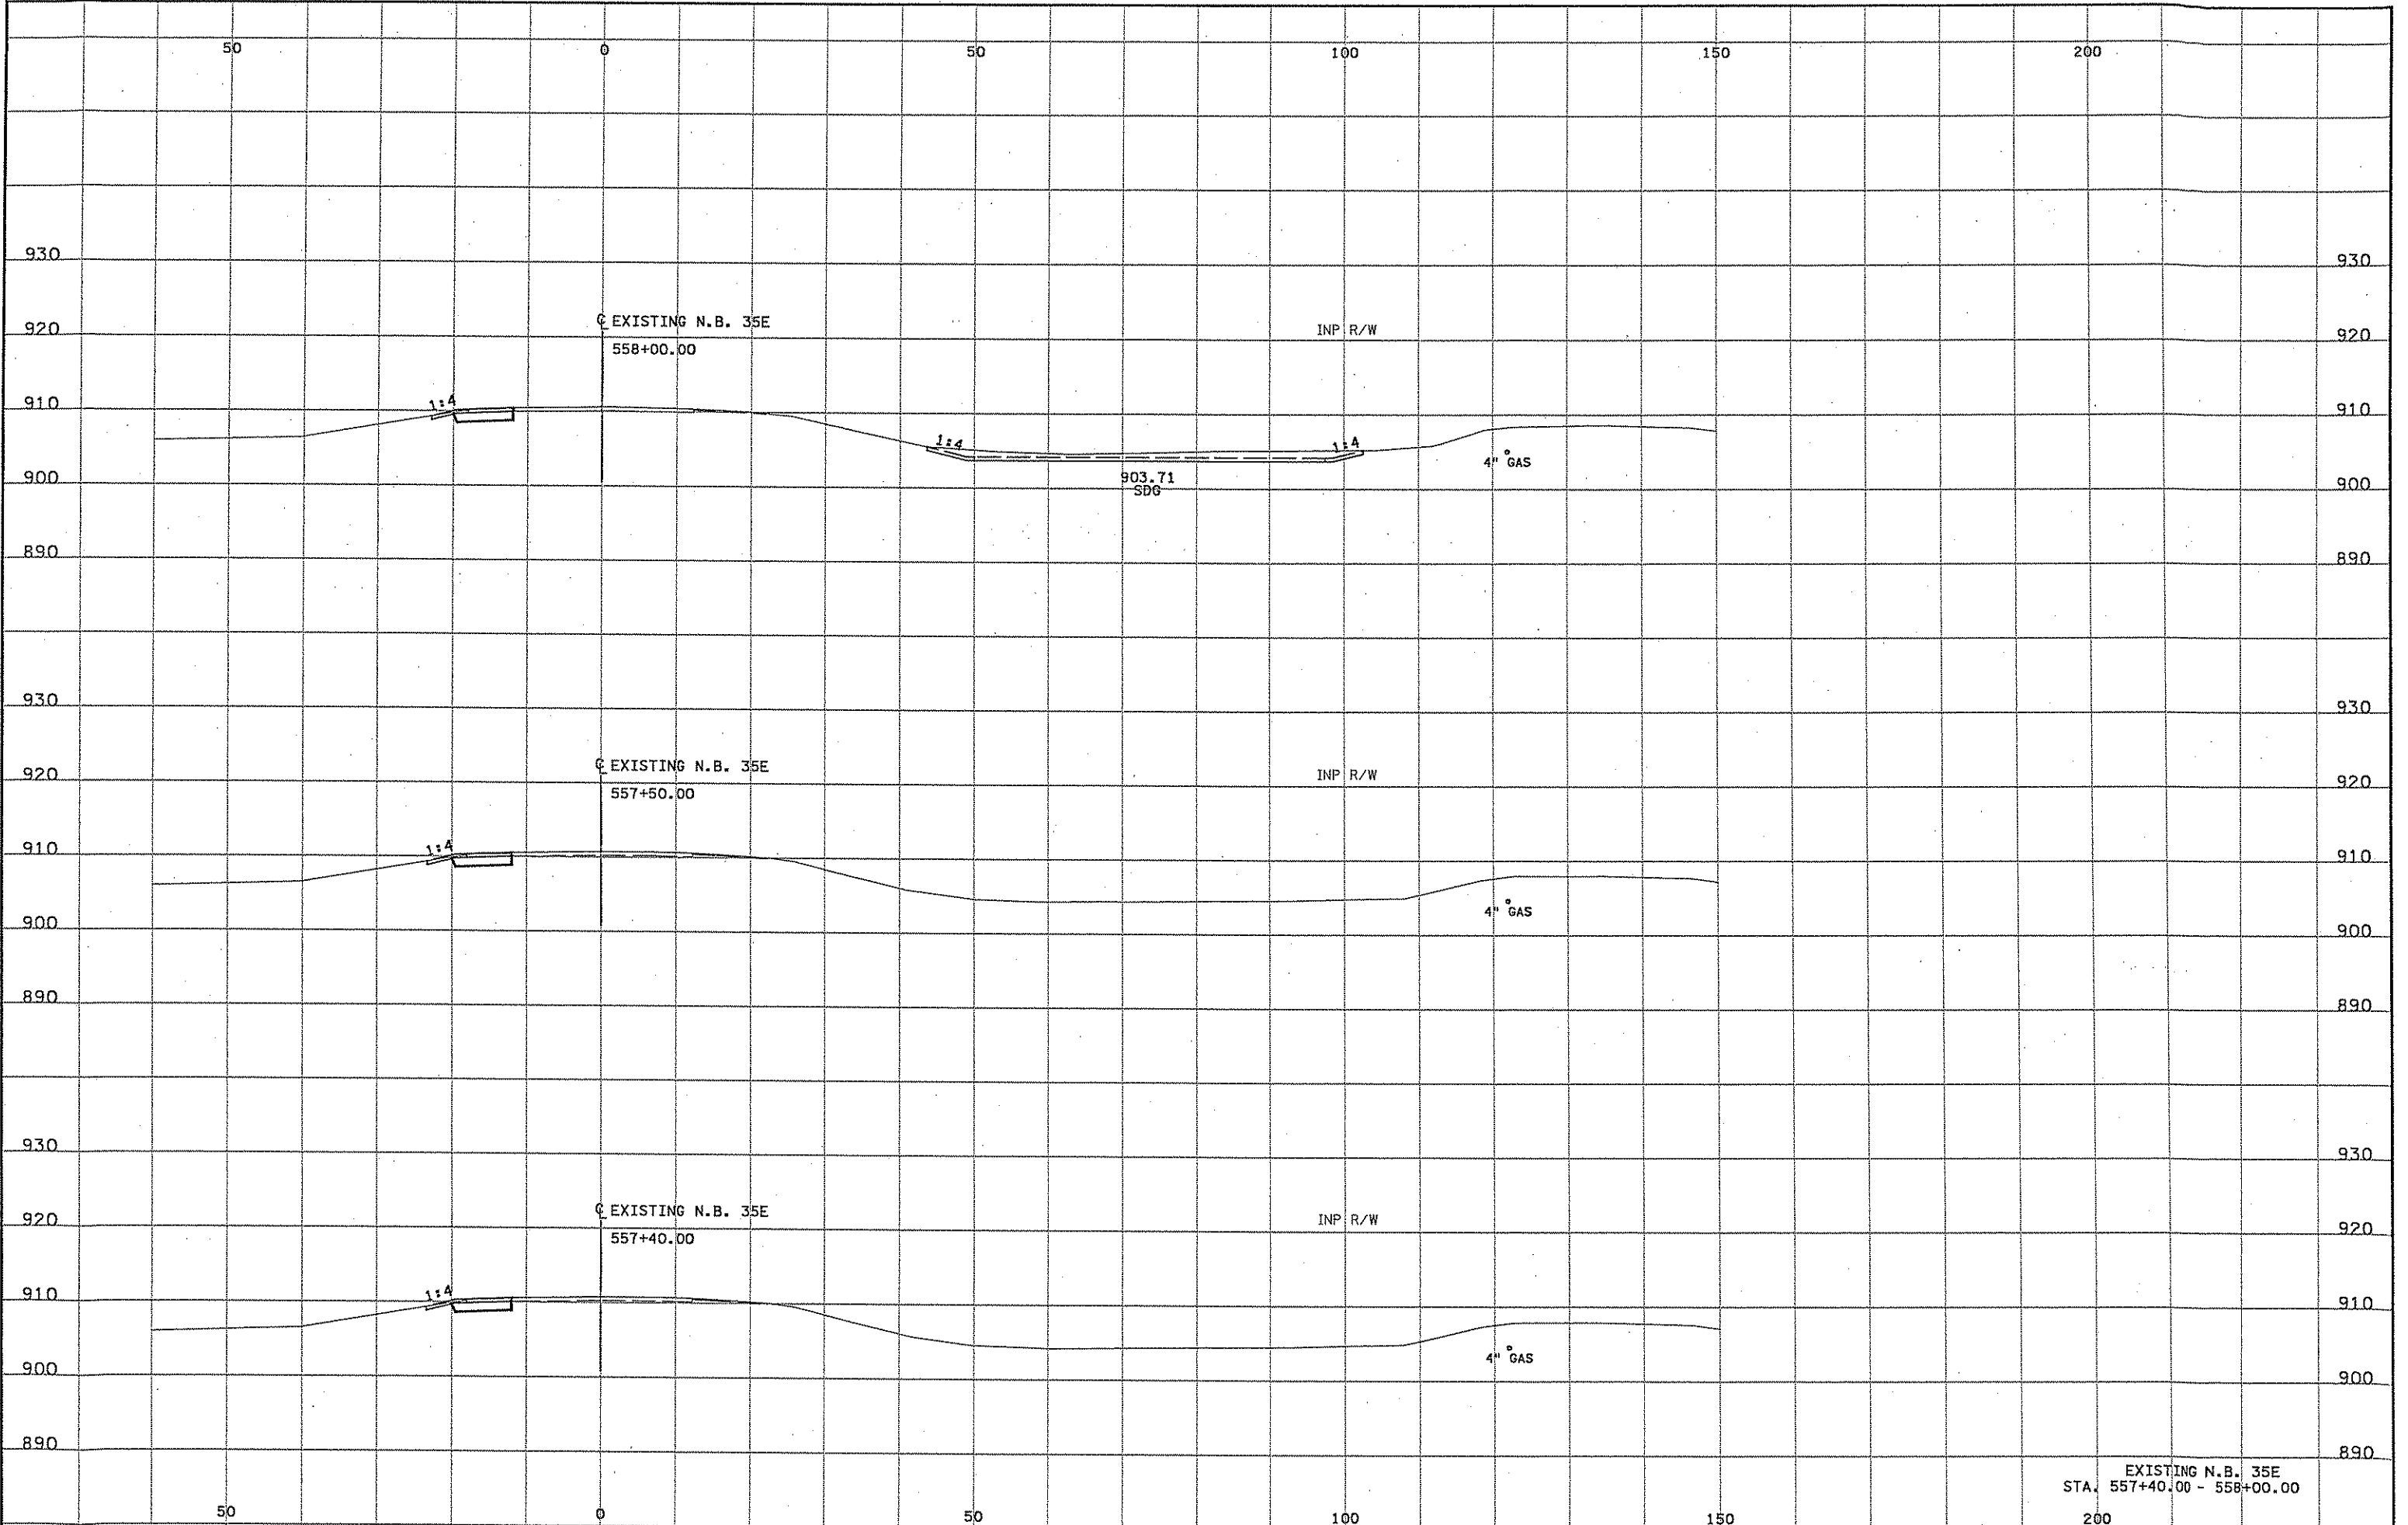 50 0 50 100 150 200
930 930
℄ EXISTING N.B. 35E
INP R/W
920 920
558+00.00
1:4
910 910
1:4 1:4
4" GAS
903.71
900 900
SDG
890 890
930 930
℄ EXISTING N.B. 35E
INP R/W
920 920
557+50.00
1:4
910 910
4" GAS
900 900
890 890
930 930
℄ EXISTING N.B. 35E
INP R/W
920 920
557+40.00
1:4
910 910
4" GAS
900 900
890 890
EXISTING N.B. 35E
STA. 557+40.00 - 558+00.00
50 0 50 100 150 200